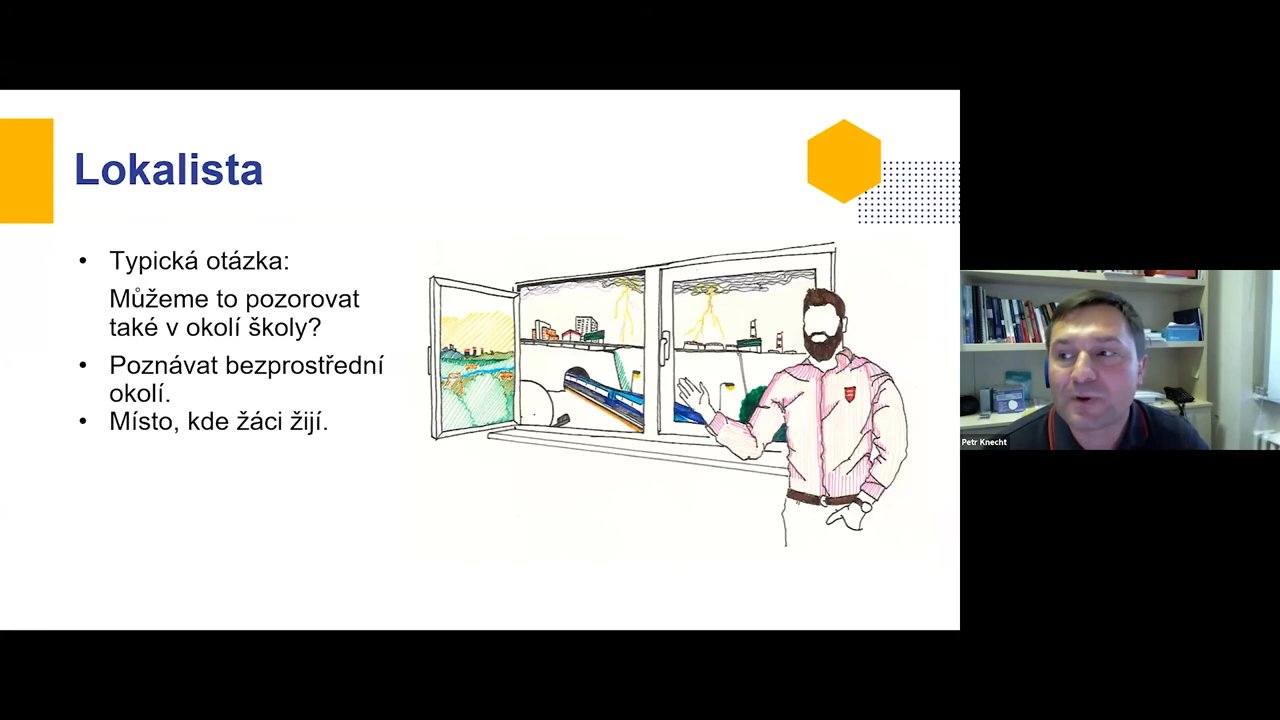 Lokalista
• Typická otázka:
Můžeme to pozorovat
také v okolí školy?
• Poznávat bezprostřední
okolí.
• Místo, kde žáci žijí.
Petr Knecht